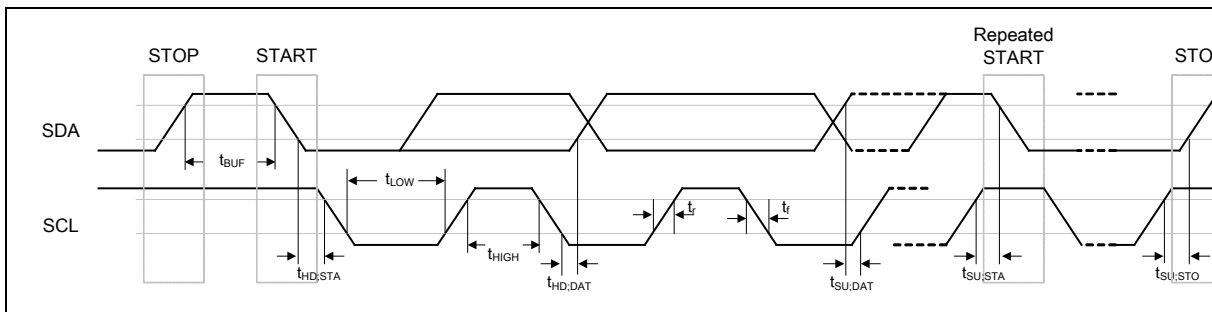 Repeated
STOP
START
START
STO
SDA
tBUF
tLOW
SCL
tr
tf
tHD;STA
tHIGH
tHD;DAT
tSU;DAT
tSU;STA
tSU;STO